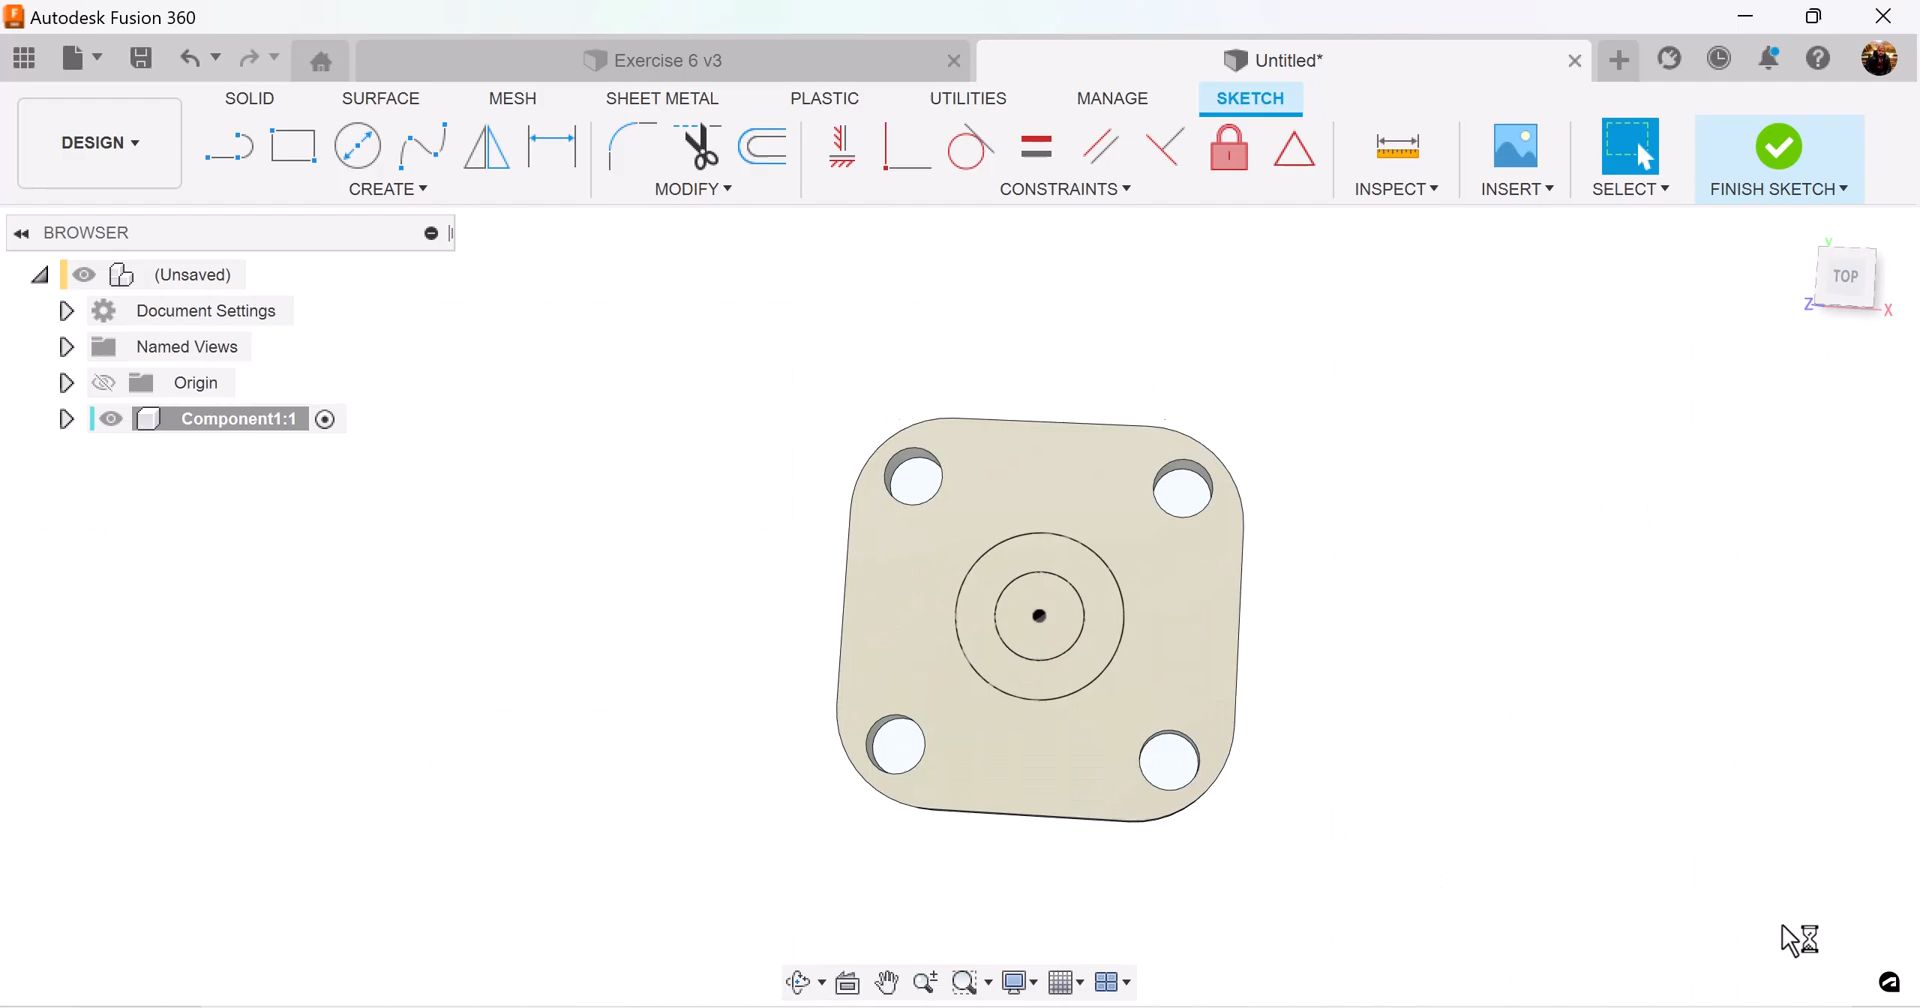 Autodesk Fusion 360
Exercise 6 v3
Untitled*
SOLID SURFACE MESH SHEET METAL PLASTIC UTILITIES MANAGE SKETCH
DESIGN
CREATE MODIFY CONSTRAINTS INSPECT INSERT SELECT FINISH SKETCH
BROWSER
(Unsaved)
Document Settings
Named Views
Origin
Component1:1
Y
TOP
Z
X